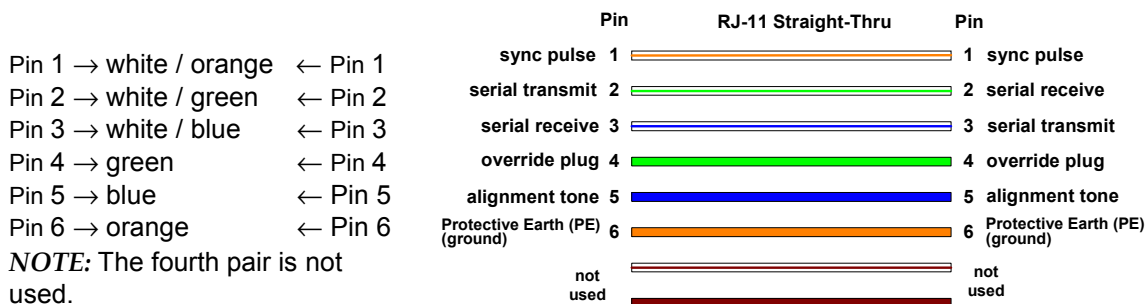 Pin 1 → white / orange ← Pin 1
Pin 2 → white / green ← Pin 2
Pin 3 → white / blue ← Pin 3
Pin 4 → green ← Pin 4
Pin 5 → blue ← Pin 5
Pin 6 → orange ← Pin 6
NOTE: The fourth pair is not
used.
Pin RJ-11 Straight-Thru Pin
sync pulse 1 1 sync pulse
serial transmit 2 2 serial receive
serial receive 3 3 serial transmit
override plug 4 4 override plug
alignment tone 5 5 alignment tone
Protective Earth (PE) 6 6 Protective Earth (PE)
(ground) (ground)
not not
used used